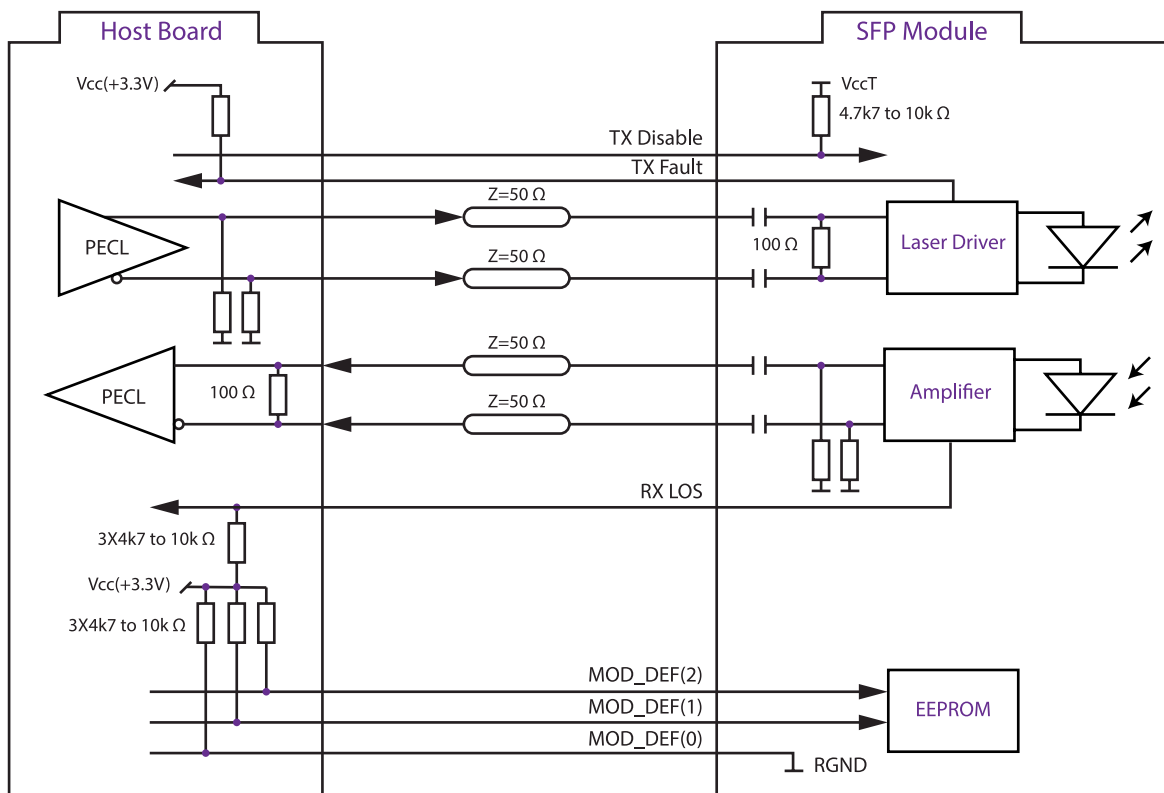 Host Board
SFP Module
Vcc(+3.3V)
VccT
4.7k7 to 10k Ω
TX Disable
TX Fault
Z=50 Ω
PECL
100 Ω
Laser Driver
Z=50 Ω
Z=50 Ω
PECL
100 Ω
Amplifier
Z=50 Ω
RX LOS
3X4k7 to 10k Ω
Vcc(+3.3V)
3X4k7 to 10k Ω
MOD_DEF(2)
MOD_DEF(1)
EEPROM
MOD_DEF(0)
RGND